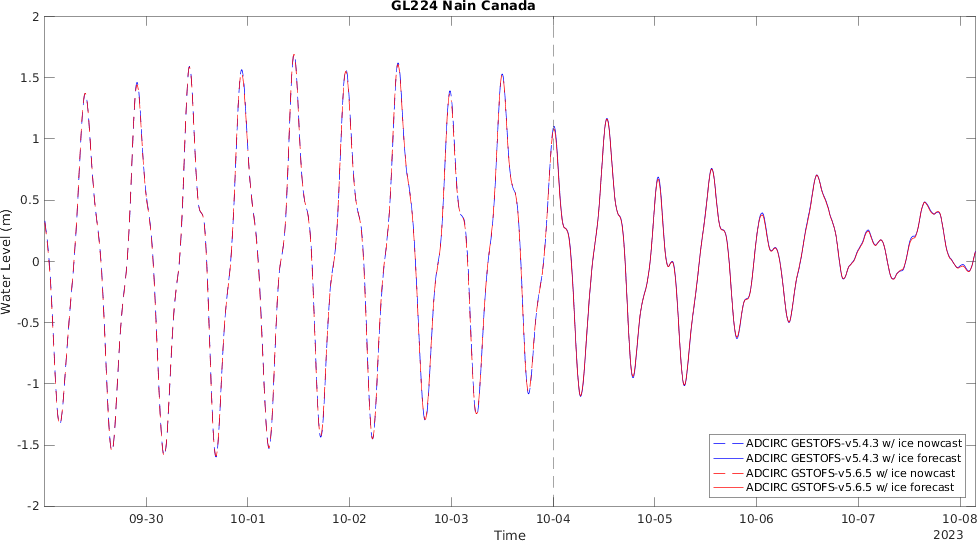 GL224 Nain Canada
2
1.5
1
0.5
0
-0.5
-1
-1.5
-2
Water Level (m)
ADCIRC GESTOFS-v5.4.3 w/ ice nowcast
ADCIRC GESTOFS-v5.4.3 w/ ice forecast
ADCIRC GSTOFS-v5.6.5 w/ ice nowcast
ADCIRC GSTOFS-v5.6.5 w/ ice forecast
09-30 10-01 10-02 10-03 10-04 10-05 10-06 10-07 10-08
Time 2023